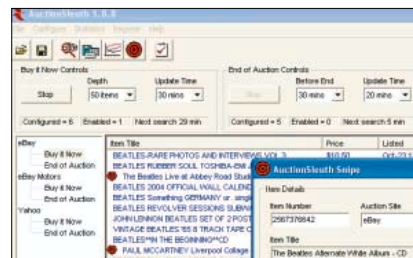 AuctionSleuth 1.0.0
File Configure Statistics Register Help
Buy it Now Controls
Depth Update Time
Stop 50 items 30 mins
Configured = 6 Enabled = 1 Next search 29 min
End of Auction Controls
Before End Update Time
30 mins 20 mins
Configured = 5 Enabled = 0 Next search 5 min
eBay
Buy It Now
End of Auction
eBay Motors
Buy It Now
End of Auction
Yahoo
Buy It Now
End of Auction
Item Title Price Listed
BEATLES-RARE PHOTOS AND INTERVIEWS VOL 3 $10.50 Oct-23 1
BEATLES RUBBER SOUL TOSHIBA-EMI
The Beatles Live at Abbey Road Studi
BEATLES 2004 OFFICIAL WALL CALEND
BEATLES Something GERMANY
BEATLES REVOLVER SESSIONS
JOHN LENNON BEATLES SET OF 2 POST
VINTAGE BEATLES '65 8 TRACK TAPE C
BEATLES**IN THE BEGINNING**CD
PAUL MCCARTNEY Liverpool Collage
AuctionSleuth Snipe
Item Details
Item Number Auction Site
2567376842 eBay
Item Title
The Beatles Alternate White Album - CD